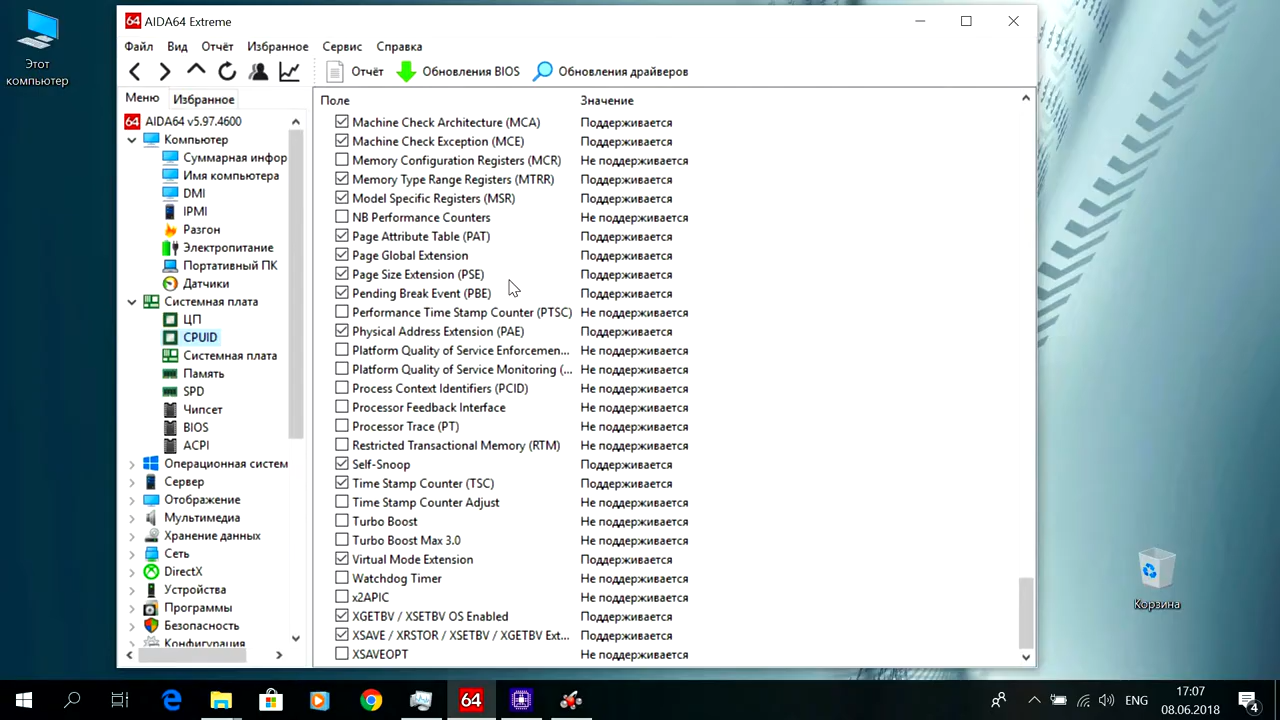 Этот
компьютер
64 AIDA64 Extreme
Файл Вид Отчёт Избранное Сервис Справка
Отчёт Обновления BIOS Обновления драйверов
Меню Избранное
64 AIDA64 v5.97.4600
Компьютер
Суммарная инфор
Имя компьютера
DMI
IPMI
Разгон
Электропитание
Портативный ПК
Датчики
Системная плата
ЦП
CPUID
Системная плата
Память
SPD
Чипсет
BIOS
ACPI
Операционная систем
Сервер
Отображение
Мультимедиа
Хранение данных
Сеть
DirectX
Устройства
Программы
Безопасность
Конфигурация
Поле Значение
Machine Check Architecture (MCA) Поддерживается
Machine Check Exception (MCE) Поддерживается
Memory Configuration Registers (MCR) Не поддерживается
Memory Type Range Registers (MTRR) Поддерживается
Model Specific Registers (MSR) Поддерживается
NB Performance Counters Не поддерживается
Page Attribute Table (PAT) Поддерживается
Page Global Extension Поддерживается
Page Size Extension (PSE) Поддерживается
Pending Break Event (PBE) Поддерживается
Performance Time Stamp Counter (PTSC) Не поддерживается
Physical Address Extension (PAE) Поддерживается
Platform Quality of Service Enforcemen... Не поддерживается
Platform Quality of Service Monitoring (... Не поддерживается
Process Context Identifiers (PCID) Не поддерживается
Processor Feedback Interface Не поддерживается
Processor Trace (PT) Не поддерживается
Restricted Transactional Memory (RTM) Не поддерживается
Self-Snoop Поддерживается
Time Stamp Counter (TSC) Поддерживается
Time Stamp Counter Adjust Не поддерживается
Turbo Boost Не поддерживается
Turbo Boost Max 3.0 Не поддерживается
Virtual Mode Extension Поддерживается
Watchdog Timer Не поддерживается
x2APIC Не поддерживается
XGETBV / XSETBV OS Enabled Поддерживается
XSAVE / XRSTOR / XSETBV / XGETBV Ext... Поддерживается
XSAVEOPT Не поддерживается
Корзина
64
ENG
17:07
08.06.2018
4